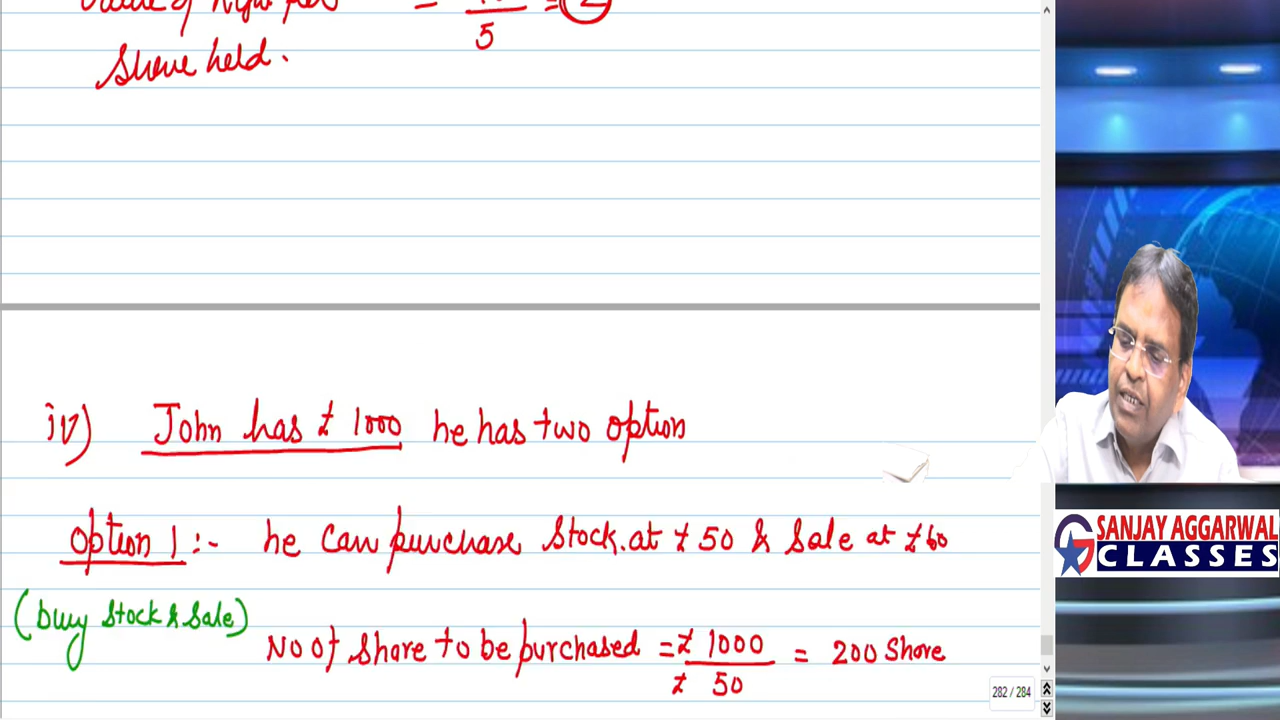 = 5 = 2
Share held.
iv) John has ₹ 1000 he has two option
option 1 :- he can purchase Stock.at ₹ 50 & Sale at ₹ 60
(buy Stock & Sale)
No of Share to be purchased = ₹ 1000 / ₹ 50 = 200 Share
282 / 284
SANJAY AGGARWAL
CLASSES